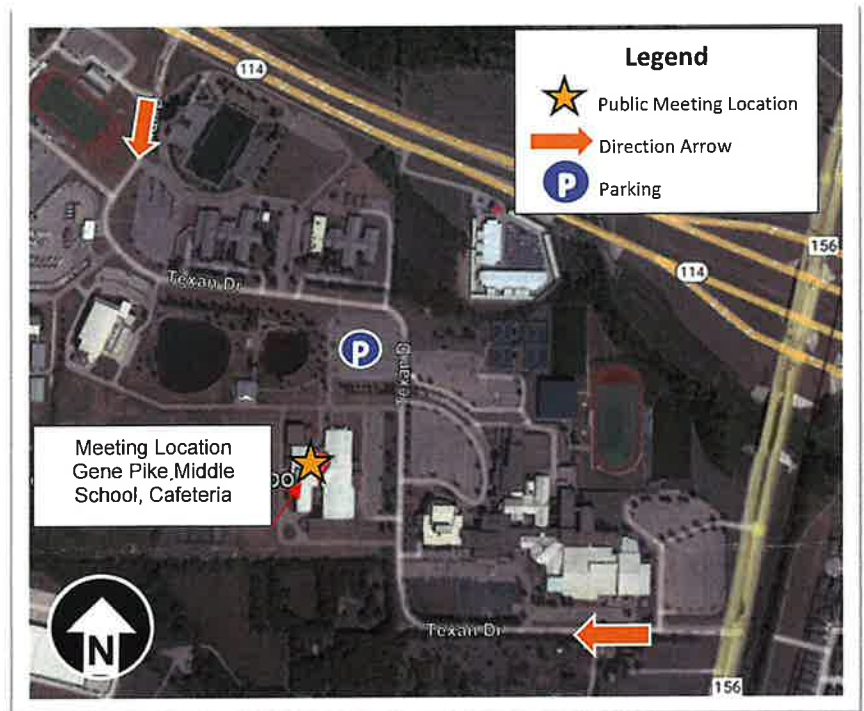 Legend
Public Meeting Location
Direction Arrow
P Parking
114
156
114
Texan Dr
P
Texan D
Meeting Location
Gene Pike,Middle
School, Cafeteria
OO
Texan Dr
N
156